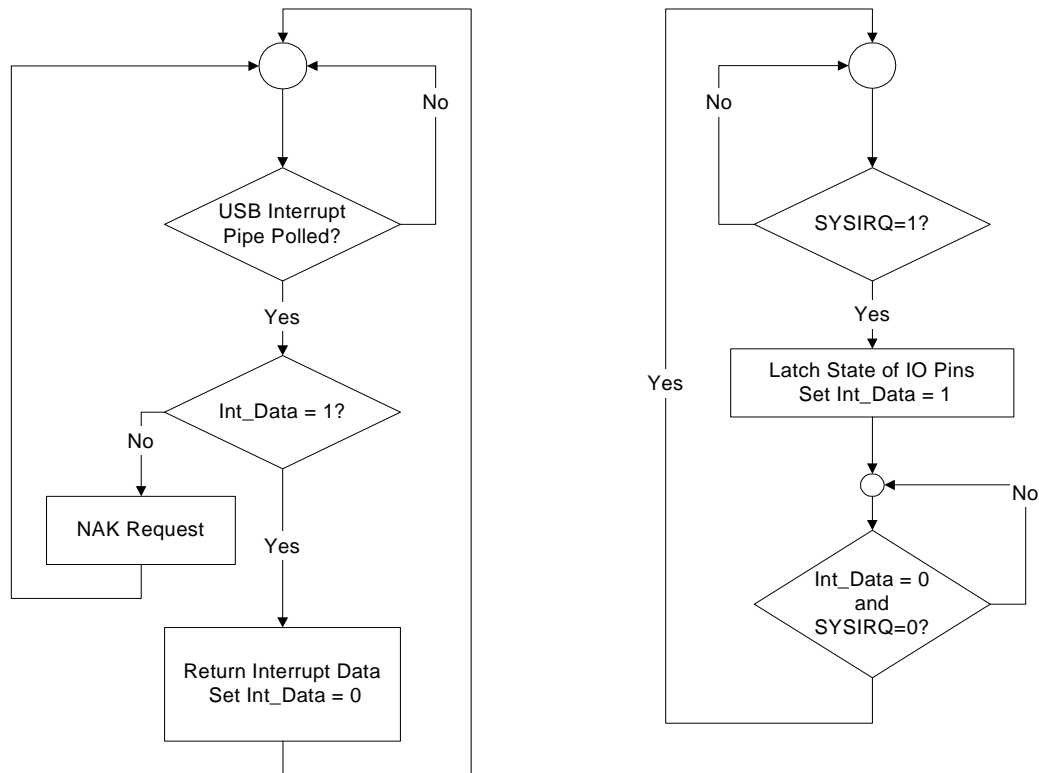 No
USB Interrupt
Pipe Polled?
Yes
Int_Data = 1?
No
NAK Request
Yes
Return Interrupt Data
Set Int_Data = 0
No
SYSIRQ=1?
Yes
Latch State of IO Pins
Set Int_Data = 1
Yes
No
Int_Data = 0
and
SYSIRQ=0?